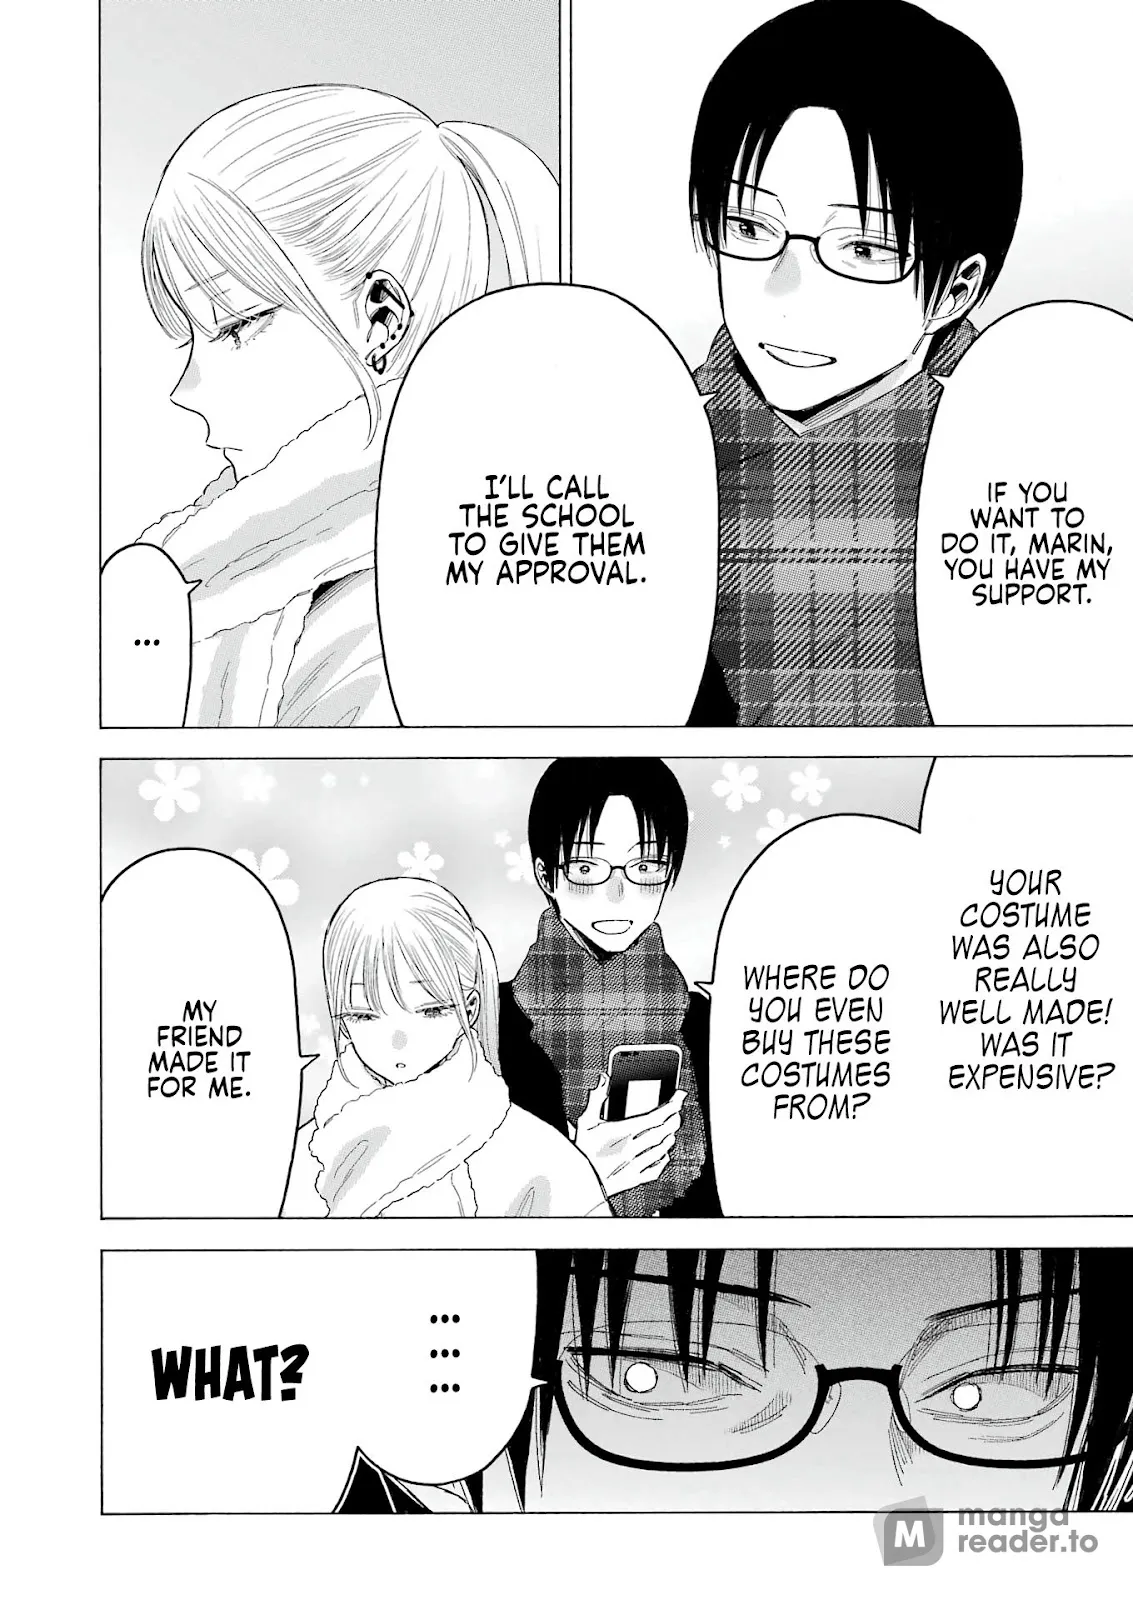 IF YOU
WANT TO
DO IT, MARIN,
YOU HAVE MY
SUPPORT.
I'LL CALL
THE SCHOOL
TO GIVE THEM
MY APPROVAL.
...
YOUR
COSTUME
WAS ALSO
REALLY
WELL MADE!
WAS IT
EXPENSIVE?
WHERE DO
YOU EVEN
BUY THESE
COSTUMES
FROM?
MY
FRIEND
MADE IT
FOR ME.
...
...
...
WHAT?
M
manga
reader.to